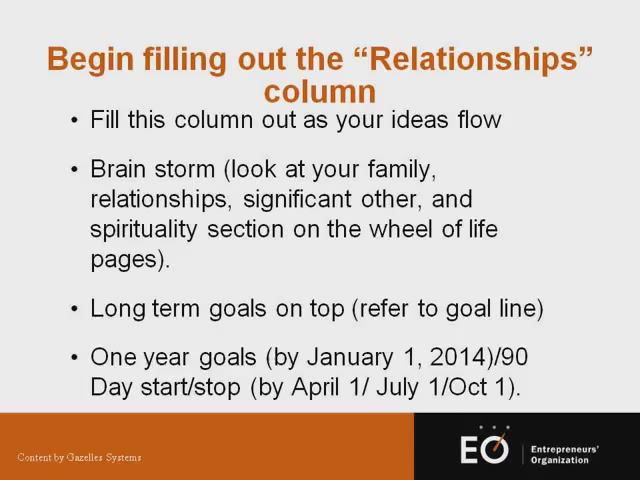 Begin filling out the “Relationships”
column
• Fill this column out as your ideas flow
• Brain storm (look at your family,
relationships, significant other, and
spirituality section on the wheel of life
pages).
• Long term goals on top (refer to goal line)
• One year goals (by January 1, 2014)/90
Day start/stop (by April 1/ July 1/Oct 1).
Content by Gazelles Systems
EO
Entrepreneurs’
Organization